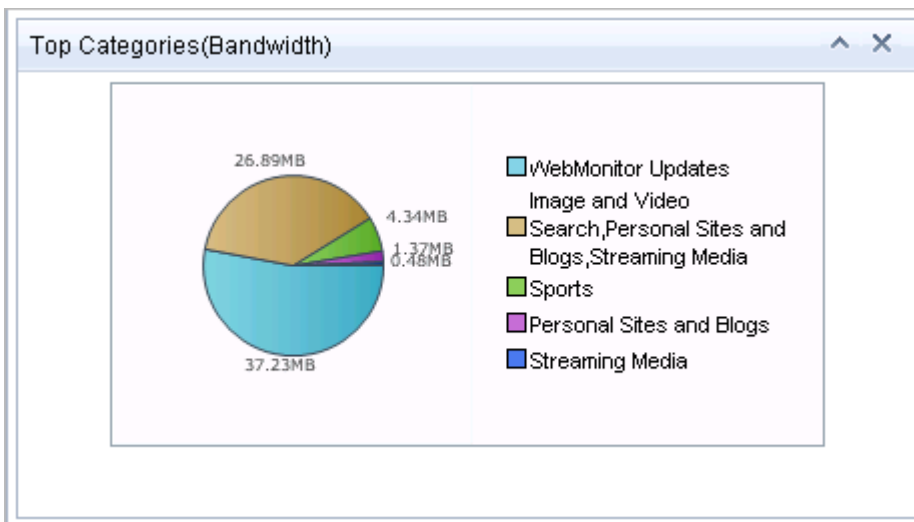 Top Categories(Bandwidth)
26.89MB
4.34MB
1.37MB
0.48MB
37.23MB
WebMonitor Updates
Image and Video
Search,Personal Sites and
Blogs,Streaming Media
Sports
Personal Sites and Blogs
Streaming Media